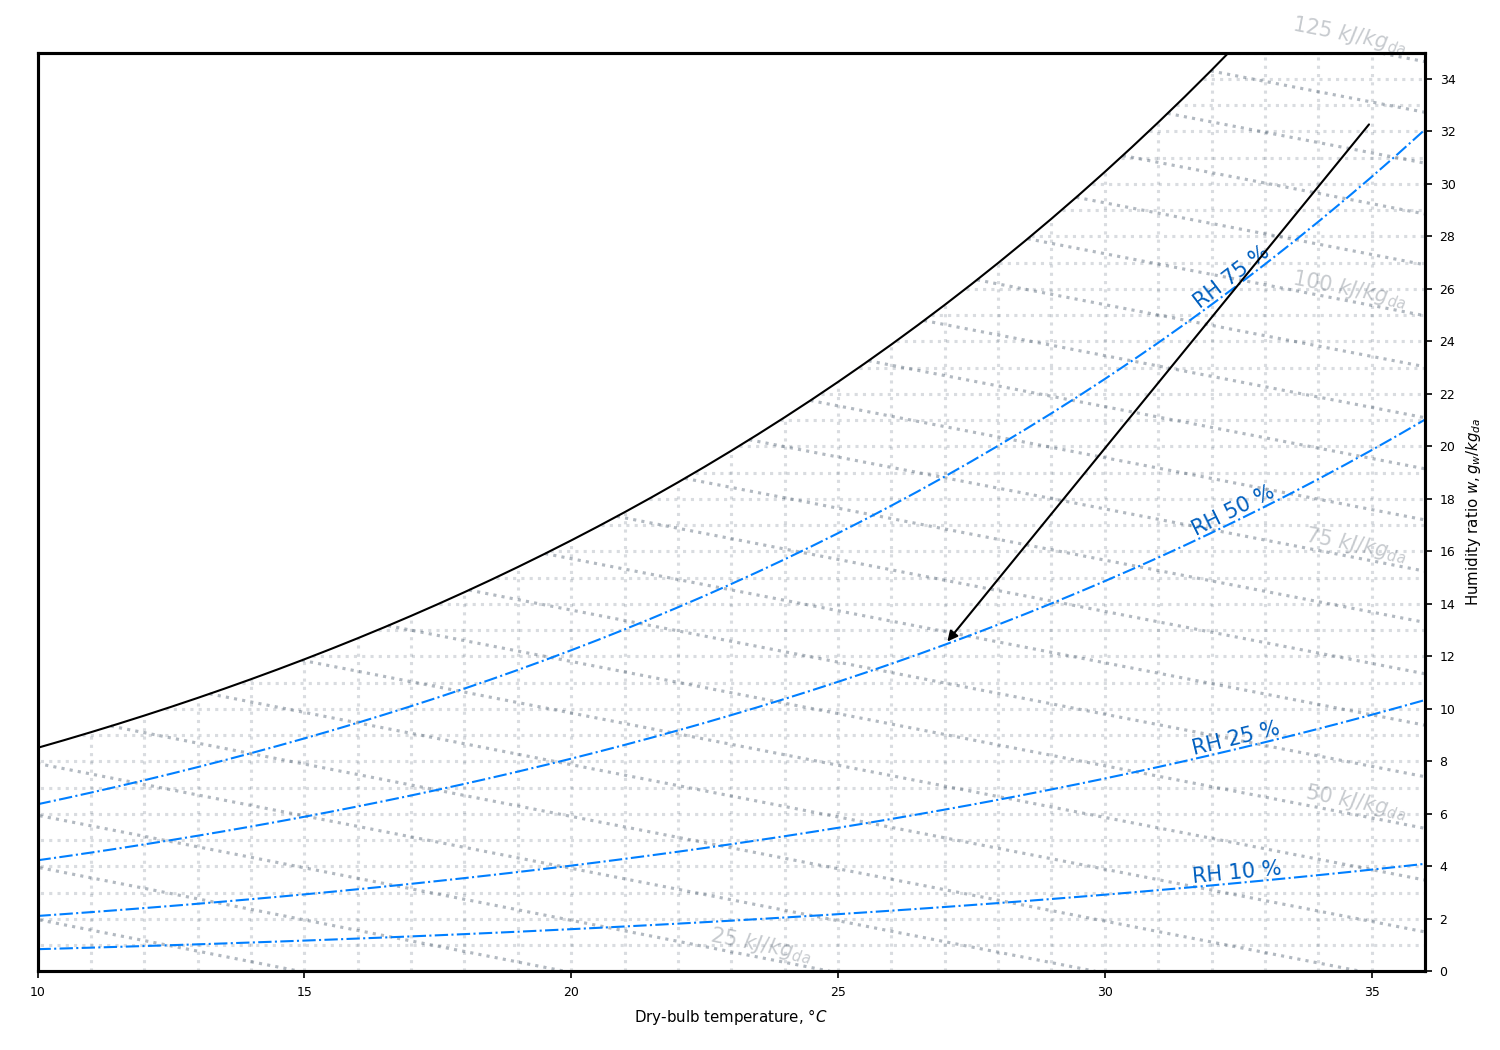 125 kJ/kg_da
34
32
30
28
RH 75 %
100 kJ/kg_da
26
24
22
20
18
RH 50 %
75 kJ/kg_da
16
14
12
10
RH 25 %
8
50 kJ/kg_da
6
4
RH 10 %
2
25 kJ/kg_da
0
Humidity ratio w, g_w/kg_da
10 15 20 25 30 35
Dry-bulb temperature, °C